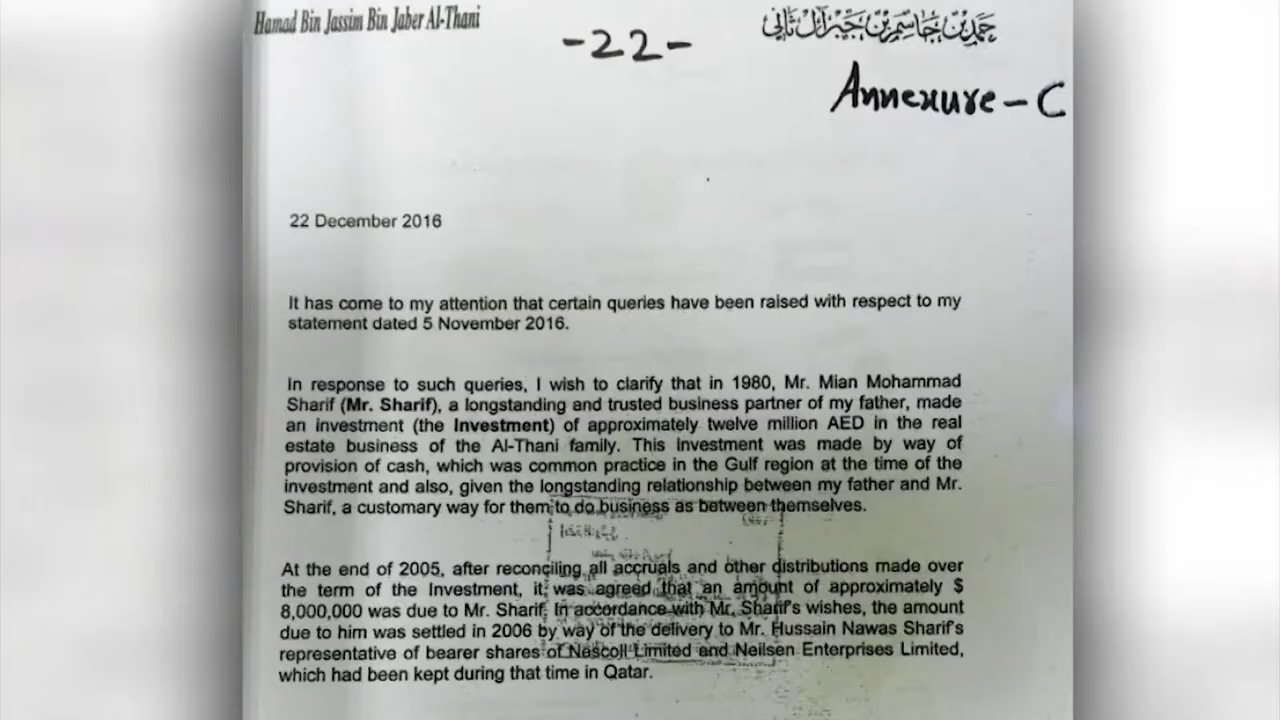 Hamad Bin Jassim Bin Jaber Al-Thani
حمد بن جاسم بن جبر آل ثاني
-22-
Annexure-C
22 December 2016
It has come to my attention that certain queries have been raised with respect to my
statement dated 5 November 2016.
In response to such queries, I wish to clarify that in 1980, Mr. Mian Mohammad
Sharif (Mr. Sharif), a longstanding and trusted business partner of my father, made
an investment (the Investment) of approximately twelve million AED in the real
estate business of the Al-Thani family. This investment was made by way of
provision of cash, which was common practice in the Gulf region at the time of the
investment and also, given the longstanding relationship between my father and Mr.
Sharif, a customary way for them to do business as between themselves.
At the end of 2005, after reconciling all accruals and other distributions made over
the term of the Investment, it was agreed that an amount of approximately $
8,000,000 was due to Mr. Sharif. In accordance with Mr. Sharif's wishes, the amount
due to him was settled in 2006 by way of the delivery to Mr. Hussain Nawas Sharif's
representative of bearer shares of Nescoll Limited and Neilsen Enterprises Limited,
which had been kept during that time in Qatar.